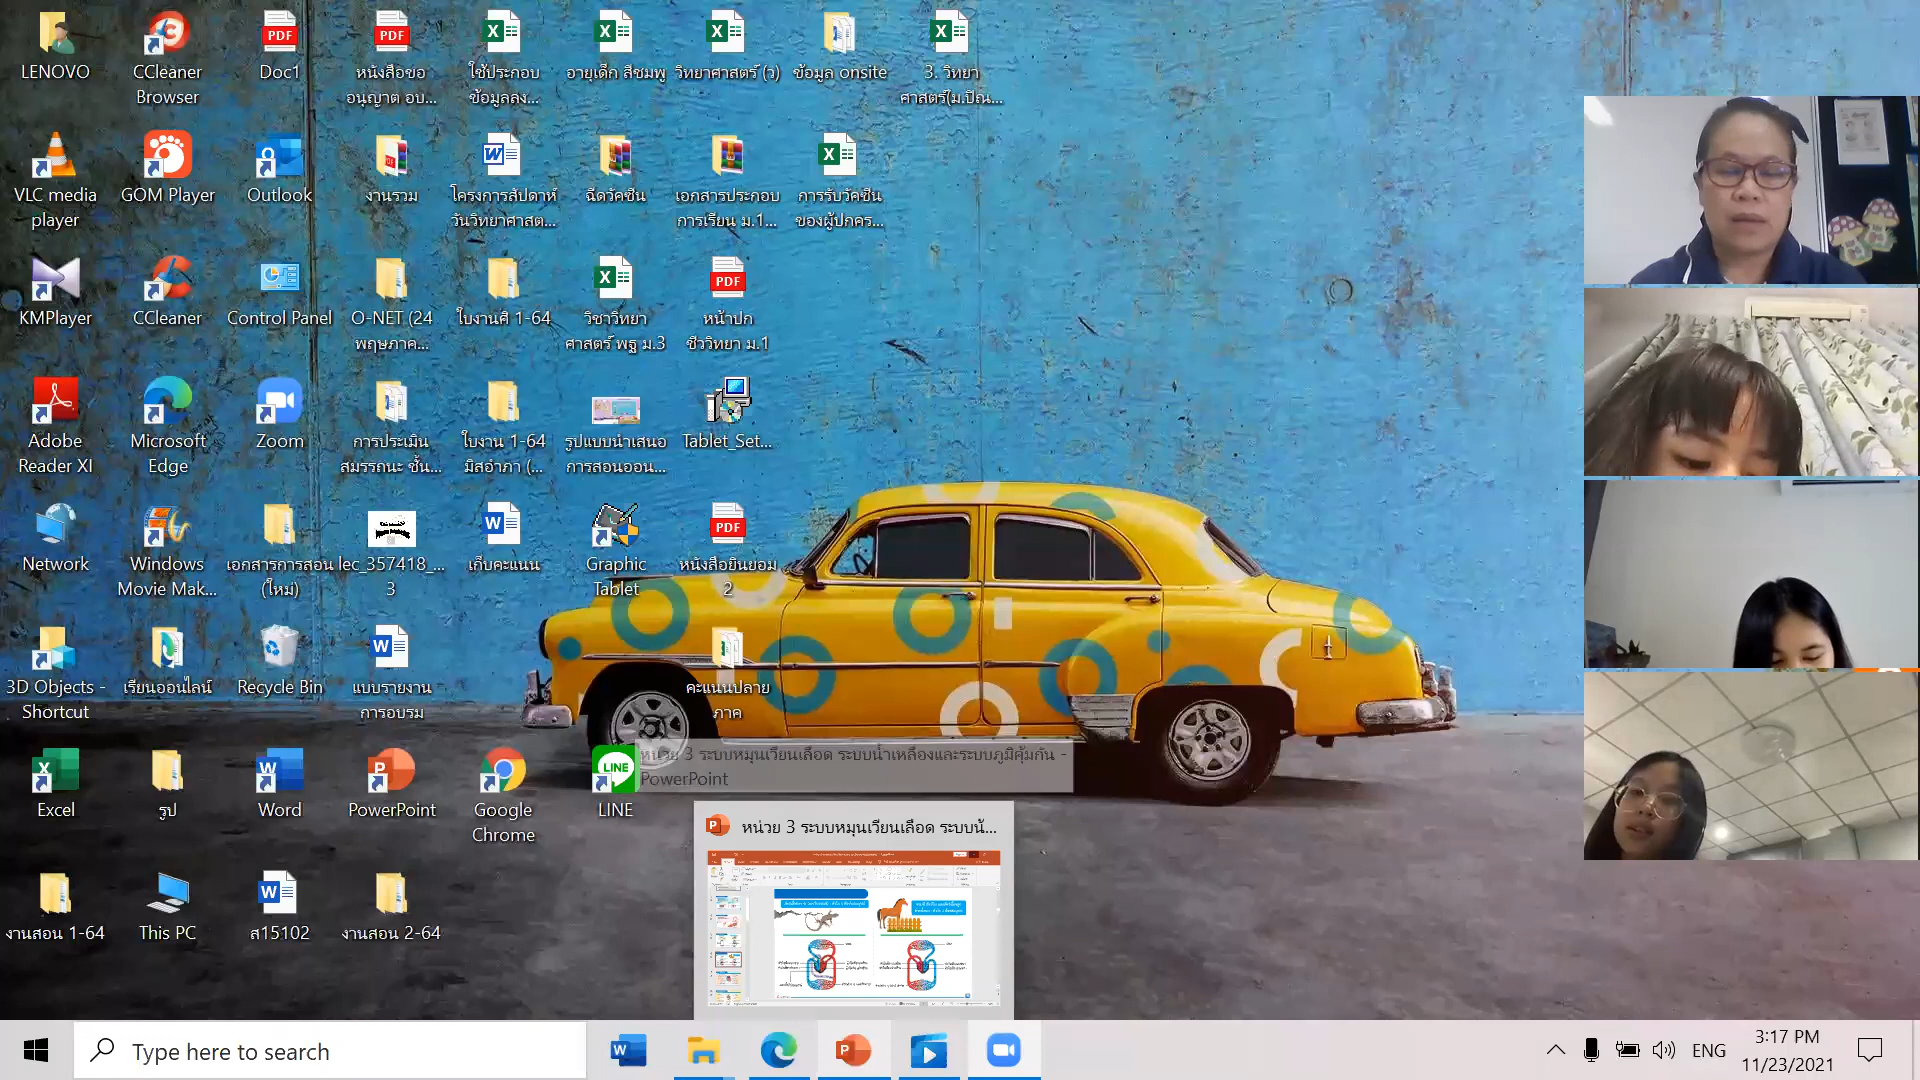 LENOVO
CCleaner
Browser
Doc1
หนังสือขอ
อนุญาต อบ...
ใช้ประกอบ
ข้อมูลลง...
อายุเด็ก สีชมพู
วิทยาศาสตร์ (ว)
ข้อมูล onsite
3. วิทยา
ศาสตร์(ม.ปิณ...
VLC media
player
GOM Player
Outlook
งานรวม
โครงการสัปดาห์
วันวิทยาศาสต...
ฉีดวัคซีน
เอกสารประกอบ
การเรียน ม.1...
การรับวัคซีน
ของผู้ปกคร...
KMPlayer
CCleaner
Control Panel
O-NET (24
พฤษภาค...
ใบงานศิ 1-64
วิชาวิทยา
ศาสตร์ พฐ ม.3
หน้าปก
ชีววิทยา ม.1
Adobe
Reader XI
Microsoft
Edge
Zoom
การประเมิน
สมรรถนะ ชั้น...
ใบงาน 1-64
มิสอำภา (...
รูปแบบนำเสนอ
การสอนออน...
Tablet_Set...
Network
Windows
Movie Mak...
เอกสารการสอน
(ใหม่)
lec_357418_...
3
เก็บคะแนน
Graphic
Tablet
หนังสือยินยอม
2
3D Objects -
Shortcut
เรียนออนไลน์
Recycle Bin
แบบรายงาน
การอบรม
คะแนนปลาย
ภาค
Excel
รูป
Word
PowerPoint
Google
Chrome
LINE
หน่วย 3 ระบบหมุนเวียนเลือด ระบบน้ำเหลืองและระบบภูมิคุ้มกัน -
PowerPoint
หน่วย 3 ระบบหมุนเวียนเลือด ระบบน้ำ...
งานสอน 1-64
This PC
ส15102
งานสอน 2-64
Type here to search
ENG
3:17 PM
11/23/2021